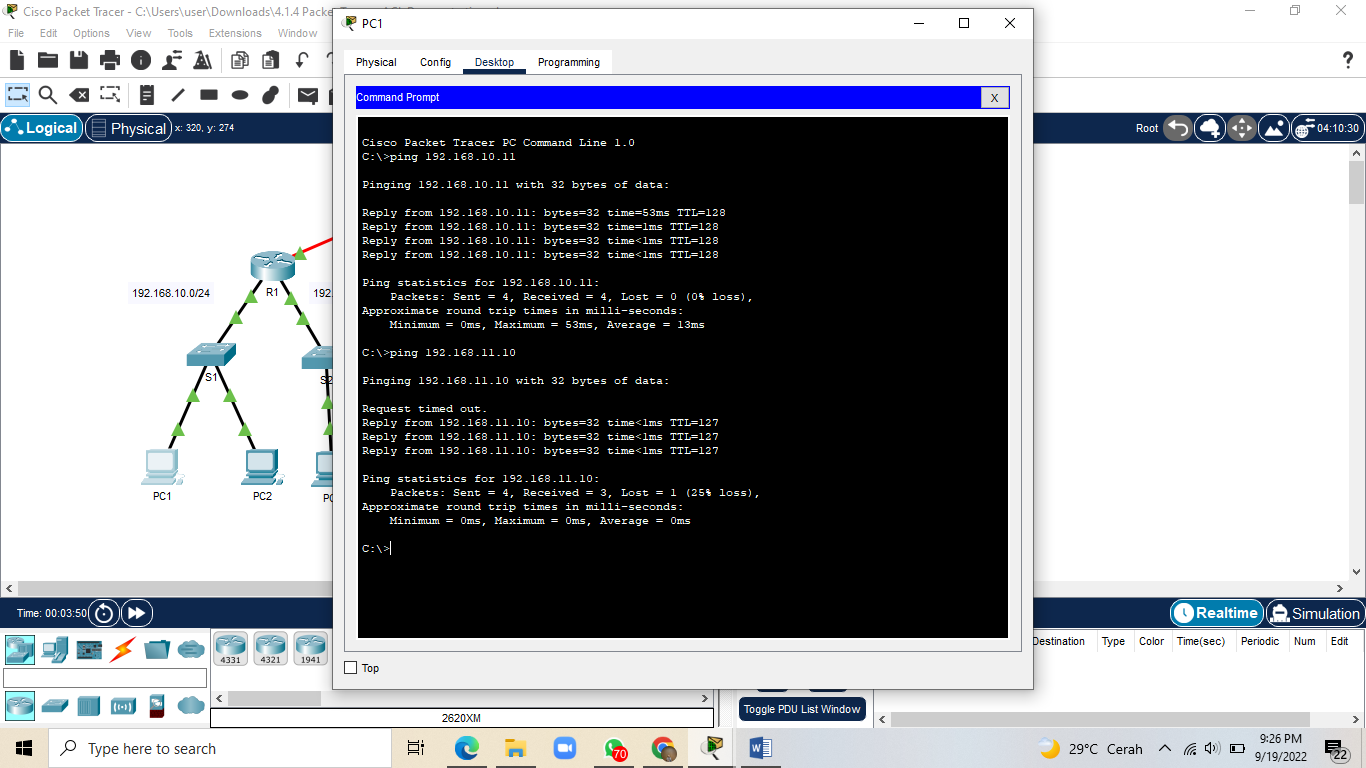 Cisco Packet Tracer - C:\Users\user\Downloads\4.1.4 Packe
File Edit Options View Tools Extensions Window
PC1
Physical Config Desktop Programming
Command Prompt X
Logical Physical x: 320, y: 274
Root 04:10:30
Cisco Packet Tracer PC Command Line 1.0
C:\>ping 192.168.10.11
Pinging 192.168.10.11 with 32 bytes of data:
Reply from 192.168.10.11: bytes=32 time=53ms TTL=128
Reply from 192.168.10.11: bytes=32 time=1ms TTL=128
Reply from 192.168.10.11: bytes=32 time<1ms TTL=128
Reply from 192.168.10.11: bytes=32 time<1ms TTL=128
Ping statistics for 192.168.10.11:
Packets: Sent = 4, Received = 4, Lost = 0 (0% loss),
Approximate round trip times in milli-seconds:
Minimum = 0ms, Maximum = 53ms, Average = 13ms
C:\>ping 192.168.11.10
Pinging 192.168.11.10 with 32 bytes of data:
Request timed out.
Reply from 192.168.11.10: bytes=32 time<1ms TTL=127
Reply from 192.168.11.10: bytes=32 time<1ms TTL=127
Reply from 192.168.11.10: bytes=32 time<1ms TTL=127
Ping statistics for 192.168.11.10:
Packets: Sent = 4, Received = 3, Lost = 1 (25% loss),
Approximate round trip times in milli-seconds:
Minimum = 0ms, Maximum = 0ms, Average = 0ms
C:\>
Top
192.168.10.0/24 R1 192.
S1 S2
PC1 PC2 PC
Time: 00:03:50 Realtime Simulation
4331 4321 1941
2620XM
Toggle PDU List Window
Destination Type Color Time(sec) Periodic Num Edit
Type here to search
70
29°C Cerah
9:26 PM
9/19/2022
22